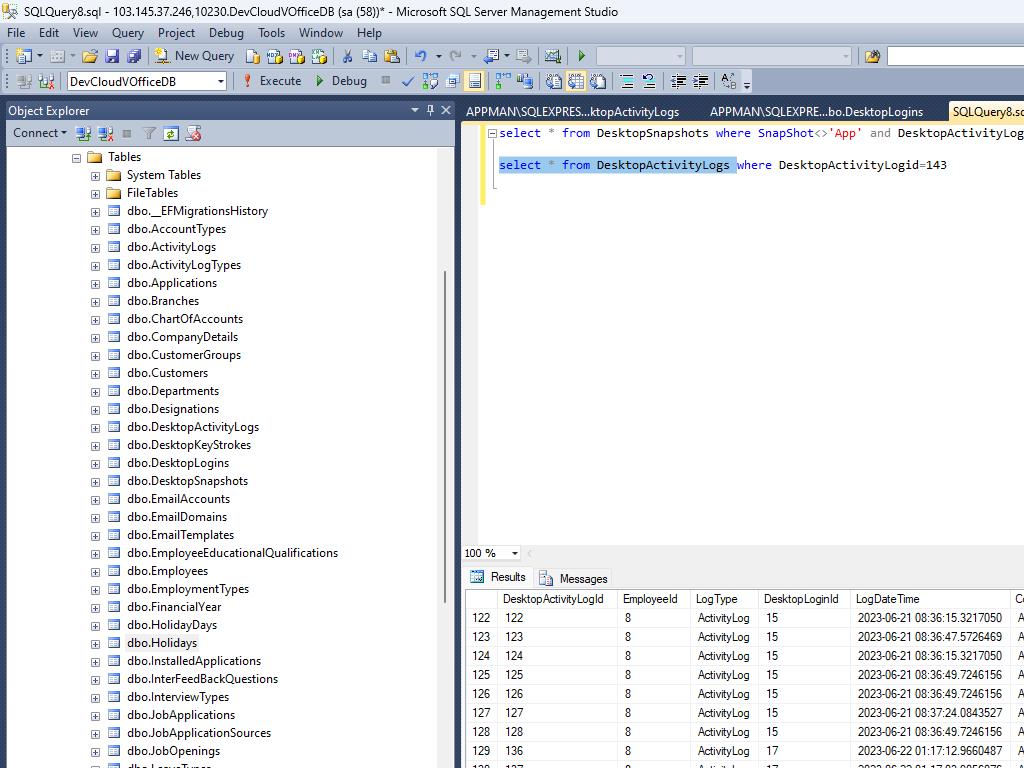 SQLQuery8.sql - 103.145.37.246,10230.DevCloudVOfficeDB (sa (58))* - Microsoft SQL Server Management Studio
File Edit View Query Project Debug Tools Window Help
New Query
DevCloudVOfficeDB Execute Debug
Object Explorer
Connect
Tables
System Tables
FileTables
dbo.__EFMigrationsHistory
dbo.AccountTypes
dbo.ActivityLogs
dbo.ActivityLogTypes
dbo.Applications
dbo.Branches
dbo.ChartOfAccounts
dbo.CompanyDetails
dbo.CustomerGroups
dbo.Customers
dbo.Departments
dbo.Designations
dbo.DesktopActivityLogs
dbo.DesktopKeyStrokes
dbo.DesktopLogins
dbo.DesktopSnapshots
dbo.EmailAccounts
dbo.EmailDomains
dbo.EmailTemplates
dbo.EmployeeEducationalQualifications
dbo.Employees
dbo.EmploymentTypes
dbo.FinancialYear
dbo.HolidayDays
dbo.Holidays
dbo.InstalledApplications
dbo.InterFeedBackQuestions
dbo.InterviewTypes
dbo.JobApplications
dbo.JobApplicationSources
dbo.JobOpenings
APPMAN\SQLEXPRES...ktopActivityLogs APPMAN\SQLEXPRE...bo.DesktopLogins SQLQuery8.sq
select * from DesktopSnapshots where SnapShot<>'App' and DesktopActivityLog
select * from DesktopActivityLogs where DesktopActivityLogid=143
100 %
Results Messages
DesktopActivityLogId EmployeeId LogType DesktopLoginId LogDateTime
122 122 8 ActivityLog 15 2023-06-21 08:36:15.3217050
123 123 8 ActivityLog 15 2023-06-21 08:36:47.5726469
124 124 8 ActivityLog 15 2023-06-21 08:36:15.3217050
125 125 8 ActivityLog 15 2023-06-21 08:36:49.7246156
126 126 8 ActivityLog 15 2023-06-21 08:36:49.7246156
127 127 8 ActivityLog 15 2023-06-21 08:37:24.0843527
128 128 8 ActivityLog 15 2023-06-21 08:36:49.7246156
129 136 8 ActivityLog 17 2023-06-22 01:17:12.9660487